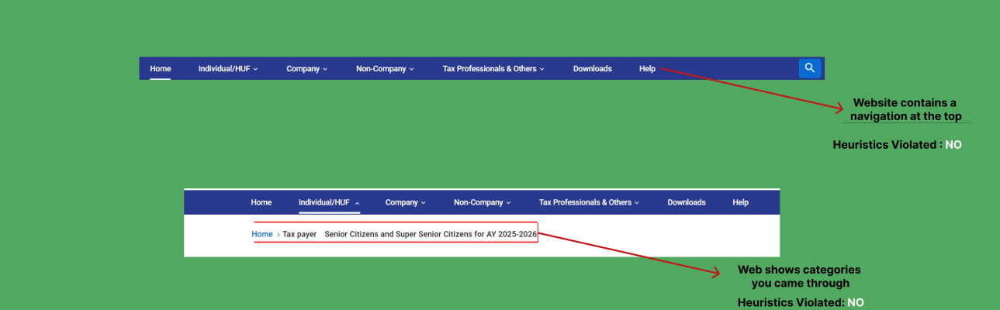 Home Individual/HUF Company Non-Company Tax Professionals & Others Downloads Help
Website contains a
navigation at the top
Heuristics Violated : NO
Home Individual/HUF Company Non-Company Tax Professionals & Others Downloads Help
Home › Tax payer Senior Citizens and Super Senior Citizens for AY 2025-2026
Web shows categories
you came through
Heuristics Violated: NO